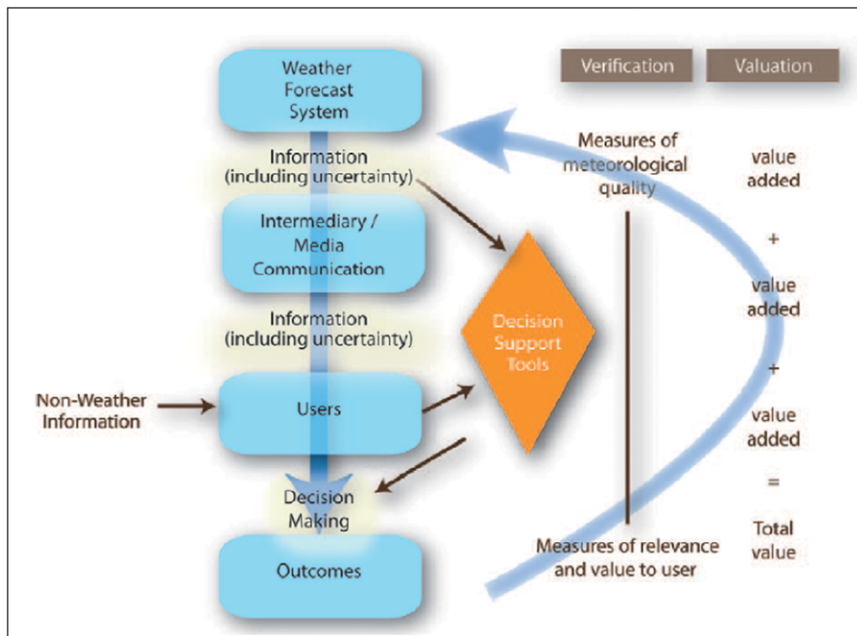 Weather
Forecast
System
Verification
Valuation
Information
(including uncertainty)
Measures of
meteorological
quality
value
added
Intermediary /
Media
Communication
+
Information
(including uncertainty)
Decision
Support
Tools
value
added
+
Non-Weather
Information
Users
value
added
=
Decision
Making
Total
value
Measures of relevance
and value to user
Outcomes